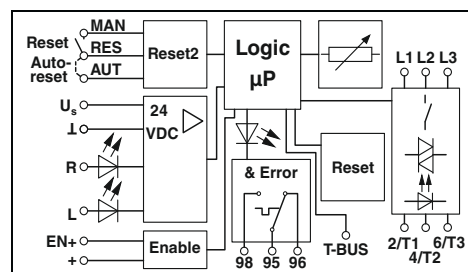 MAN
Reset
RES
Auto-
reset
AUT
Reset2
Logic
µP
L1 L2 L3
Us
⊥
24
VDC
R
L
& Error
Reset
EN+
+
Enable
98 95 96
T-BUS
2/T1 6/T3
4/T2